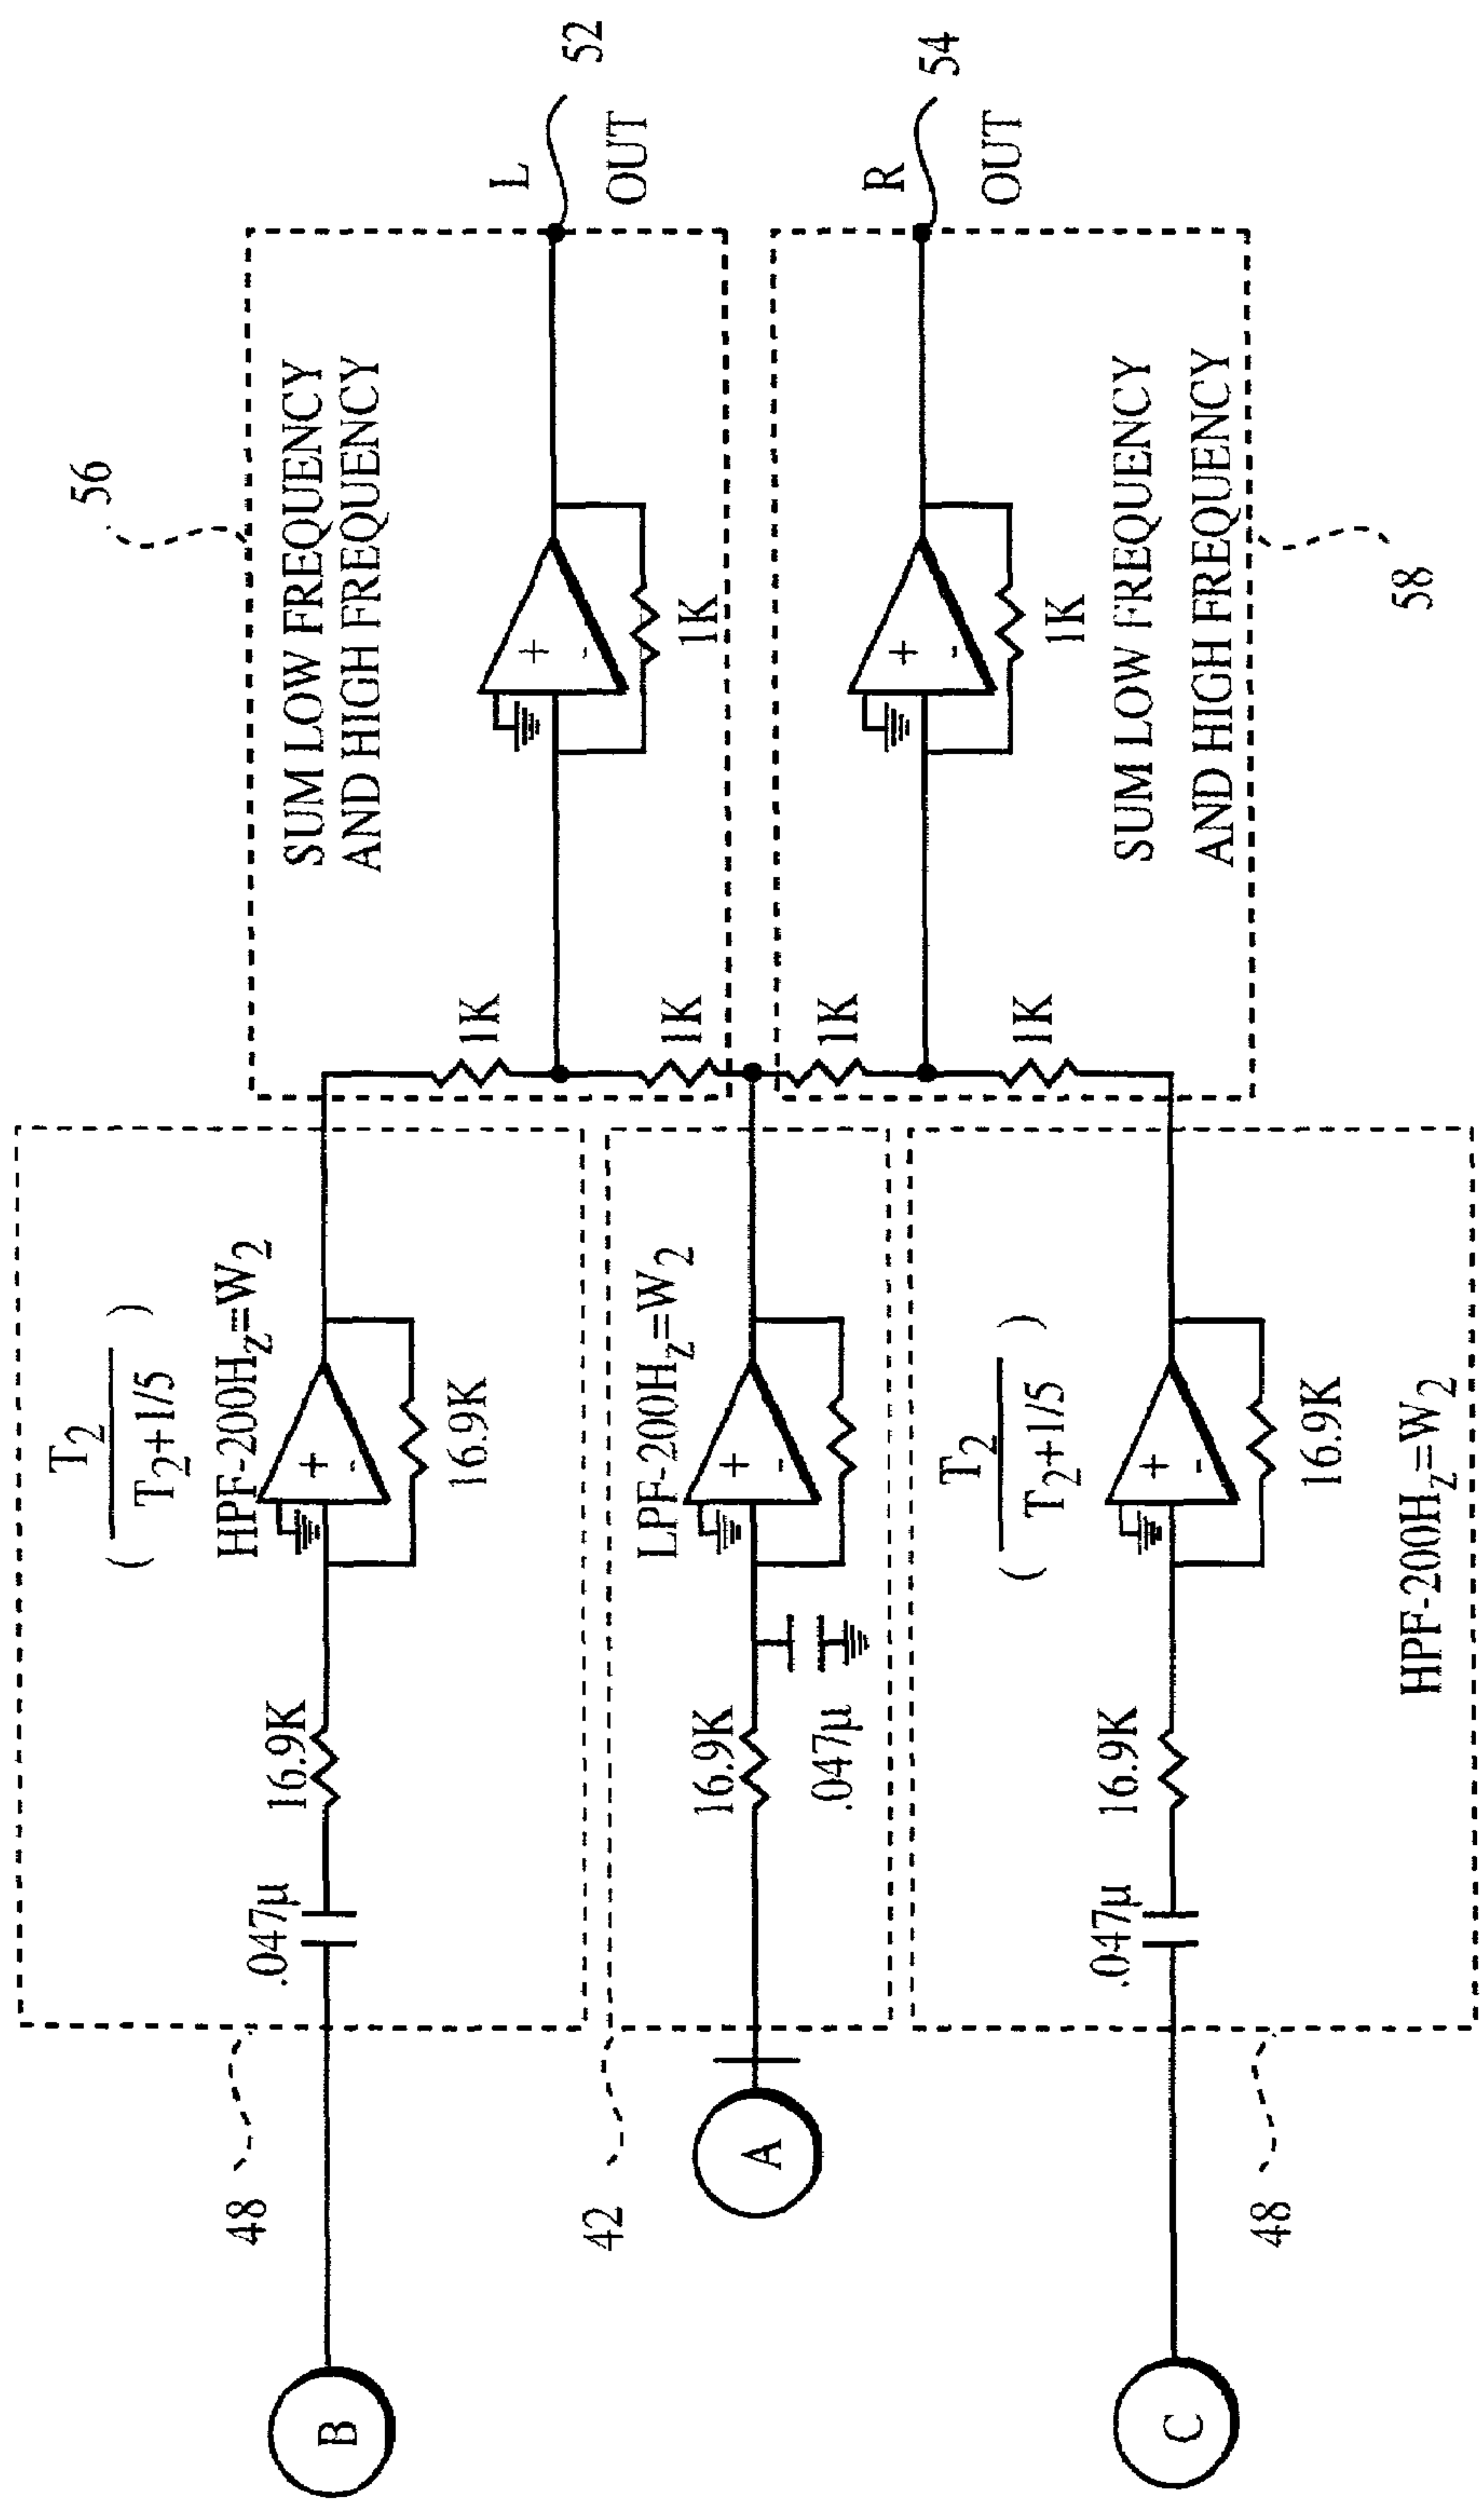 56
SUM LOW FREQUENCY
AND HIGH FREQUENCY
L
52
OUT
+
-
1K
1K
1K
R
54
OUT
+
-
1K
1K
1K
SUM LOW FREQUENCY
AND HIGH FREQUENCY
58
T2
( T2+1/5 )
HPF-200Hz=W2
+
-
16.9K
16.9K
.047µ
48
B
LPF-200Hz=W2
+
-
16.9K
.047µ
42
A
T2
( T2+1/5 )
+
-
16.9K
HPF-200Hz=W2
16.9K
.047µ
48
C